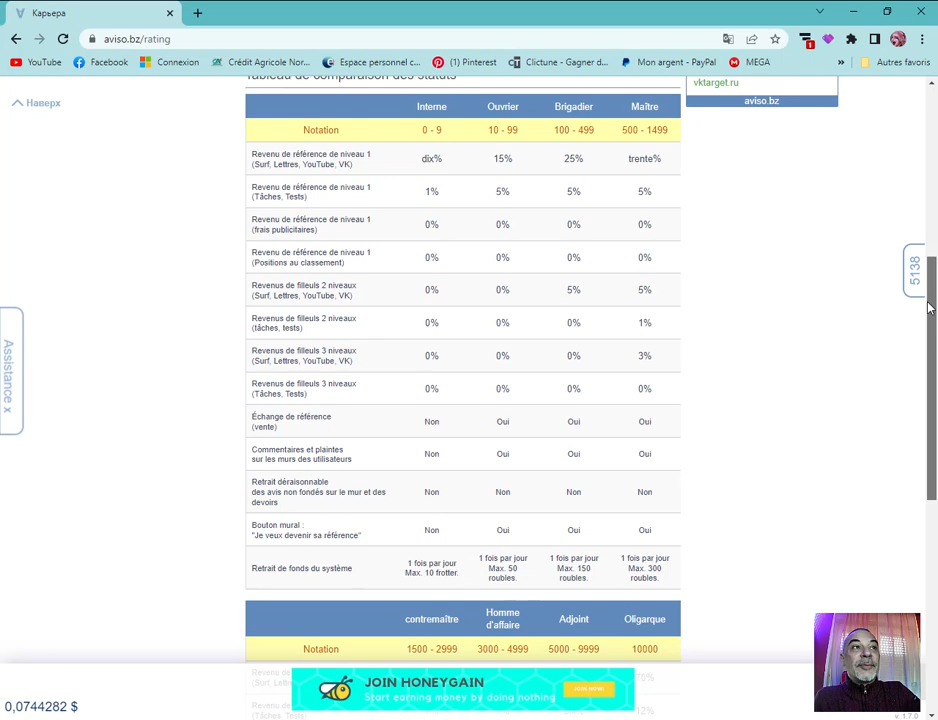 Карьера
aviso.bz/rating
1
YouTube Facebook Connexion Crédit Agricole Nor... Espace personnel c... (1) Pinterest Clictune - Gagner d... Mon argent - PayPal MEGA » Autres favoris
Tableau de comparaison des statuts
vktarget.ru
aviso.bz
Наверх
Interne Ouvrier Brigadier Maître
Notation 0 - 9 10 - 99 100 - 499 500 - 1499
Revenu de référence de niveau 1
(Surf, Lettres, YouTube, VK) dix% 15% 25% trente%
Revenu de référence de niveau 1
(Tâches, Tests) 1% 5% 5% 5%
Revenu de référence de niveau 1
(frais publicitaires) 0% 0% 0% 0%
Revenu de référence de niveau 1
(Positions au classement) 0% 0% 0% 0%
Revenus de filleuls 2 niveaux
(Surf, Lettres, YouTube, VK) 0% 0% 5% 5%
Revenus de filleuls 2 niveaux
(tâches, tests) 0% 0% 0% 1%
Revenus de filleuls 3 niveaux
(Surf, Lettres, YouTube, VK) 0% 0% 0% 3%
Revenus de filleuls 3 niveaux
(Tâches, Tests) 0% 0% 0% 0%
Échange de référence
(vente) Non Oui Oui Oui
Commentaires et plaintes
sur les murs des utilisateurs Non Oui Oui Oui
Retrait déraisonnable
des avis non fondés sur le mur et des
devoirs Non Non Non Non
Bouton mural :
"Je veux devenir sa référence" Non Oui Oui Oui
Retrait de fonds du système
1 fois par jour
Max. 10 frotter.
1 fois par jour
Max. 50
roubles.
1 fois par jour
Max. 150
roubles.
1 fois par jour
Max. 300
roubles.
contremaître Homme
d'affaire Adjoint Oligarque
Notation 1500 - 2999 3000 - 4999 5000 - 9999 10000
5138
Assistance x
JOIN HONEYGAIN
Start earning money by doing nothing
0,0744282 $
v. 1.7.0